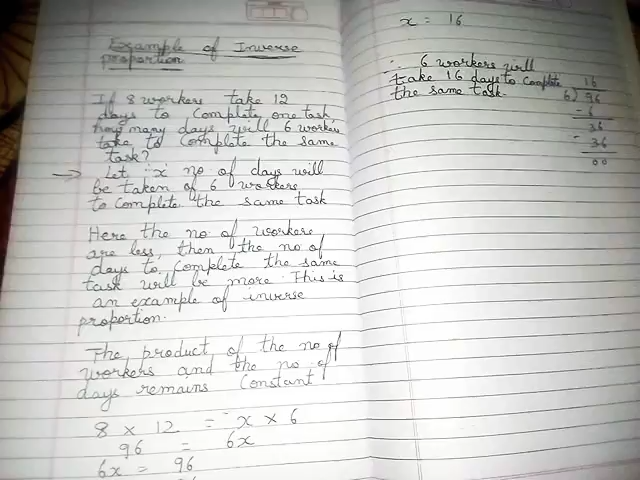 Example of Inverse
proportion.
If 8 workers take 12
days to complete one task,
how many days will 6 workers
take to complete the same
task?
→ Let 'x' no of days will
be taken of 6 workers
to complete the same task
Here the no of workers
are less, then the no of
days to complete the same
task will be more. This is
an example of inverse
proportion.
The product of the no of
workers and the no of
days remains constant
8 × 12 = x × 6
96 = 6x
6x = 96
x = 16
∴ 6 workers will
take 16 days to complete
the same task.
16
6) 96
- 6
36
- 36
00